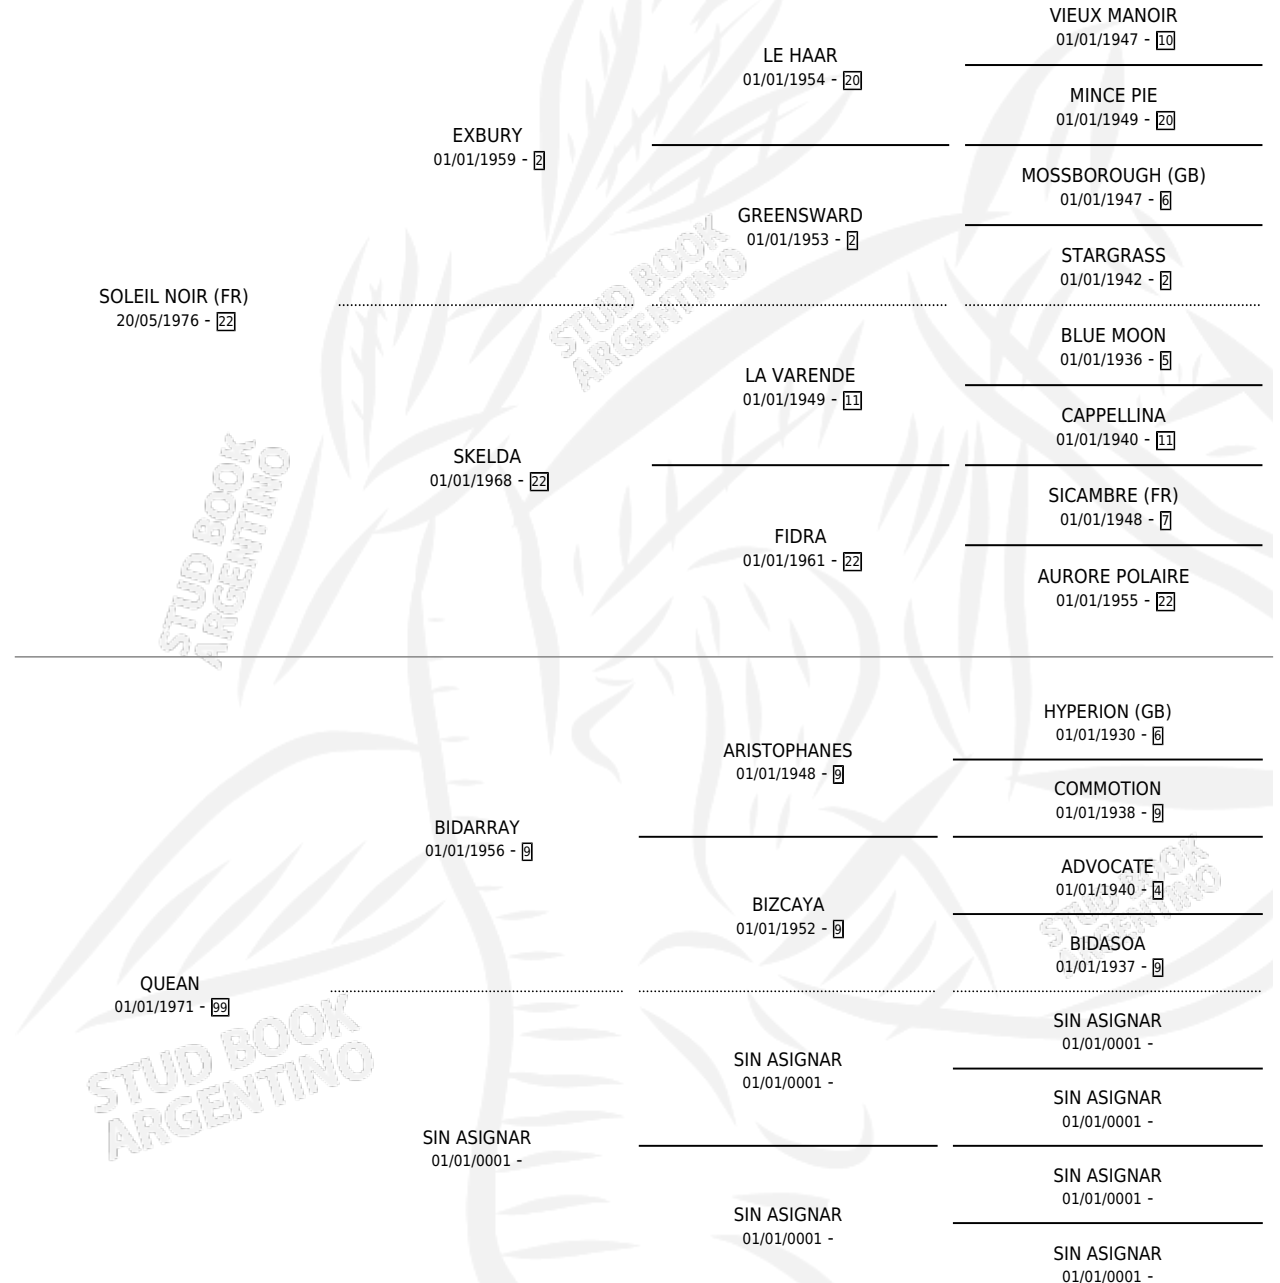 VIEUX MANOIR
01/01/1947 - 10
LE HAAR
01/01/1954 - 20
MINCE PIE
01/01/1949 - 20
EXBURY
01/01/1959 - 2
MOSSBOROUGH (GB)
01/01/1947 - 6
GREENSWARD
01/01/1953 - 2
STARGRASS
01/01/1942 - 2
SOLEIL NOIR (FR)
20/05/1976 - 22
BLUE MOON
01/01/1936 - 5
LA VARENDE
01/01/1949 - 11
CAPPELLINA
01/01/1940 - 11
SKELDA
01/01/1968 - 22
SICAMBRE (FR)
01/01/1948 - 7
FIDRA
01/01/1961 - 22
AURORE POLAIRE
01/01/1955 - 22
HYPERION (GB)
01/01/1930 - 6
ARISTOPHANES
01/01/1948 - 9
COMMOTION
01/01/1938 - 9
BIDARRAY
01/01/1956 - 9
ADVOCATE
01/01/1940 - 4
BIZCAYA
01/01/1952 - 9
BIDASOA
01/01/1937 - 9
QUEAN
01/01/1971 - 99
SIN ASIGNAR
01/01/0001 -
SIN ASIGNAR
01/01/0001 -
SIN ASIGNAR
01/01/0001 -
SIN ASIGNAR
01/01/0001 -
SIN ASIGNAR
01/01/0001 -
SIN ASIGNAR
01/01/0001 -
SIN ASIGNAR
01/01/0001 -
STUD BOOK
ARGENTINO
STUD BOOK
ARGENTINO
STUD BOOK
ARGENTINO
STUD BOOK
ARGENTINO